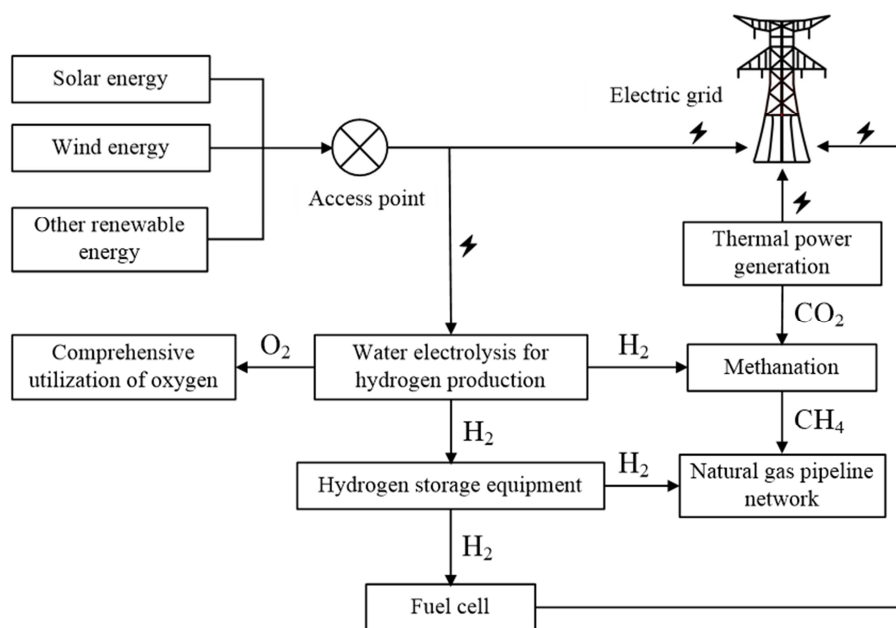 Solar energy
Electric grid
Wind energy
Access point
Other renewable
energy
Thermal power
generation
CO₂
Comprehensive
utilization of oxygen
O₂
Water electrolysis for
hydrogen production
H₂
Methanation
H₂
CH₄
Hydrogen storage equipment
H₂
Natural gas pipeline
network
H₂
Fuel cell